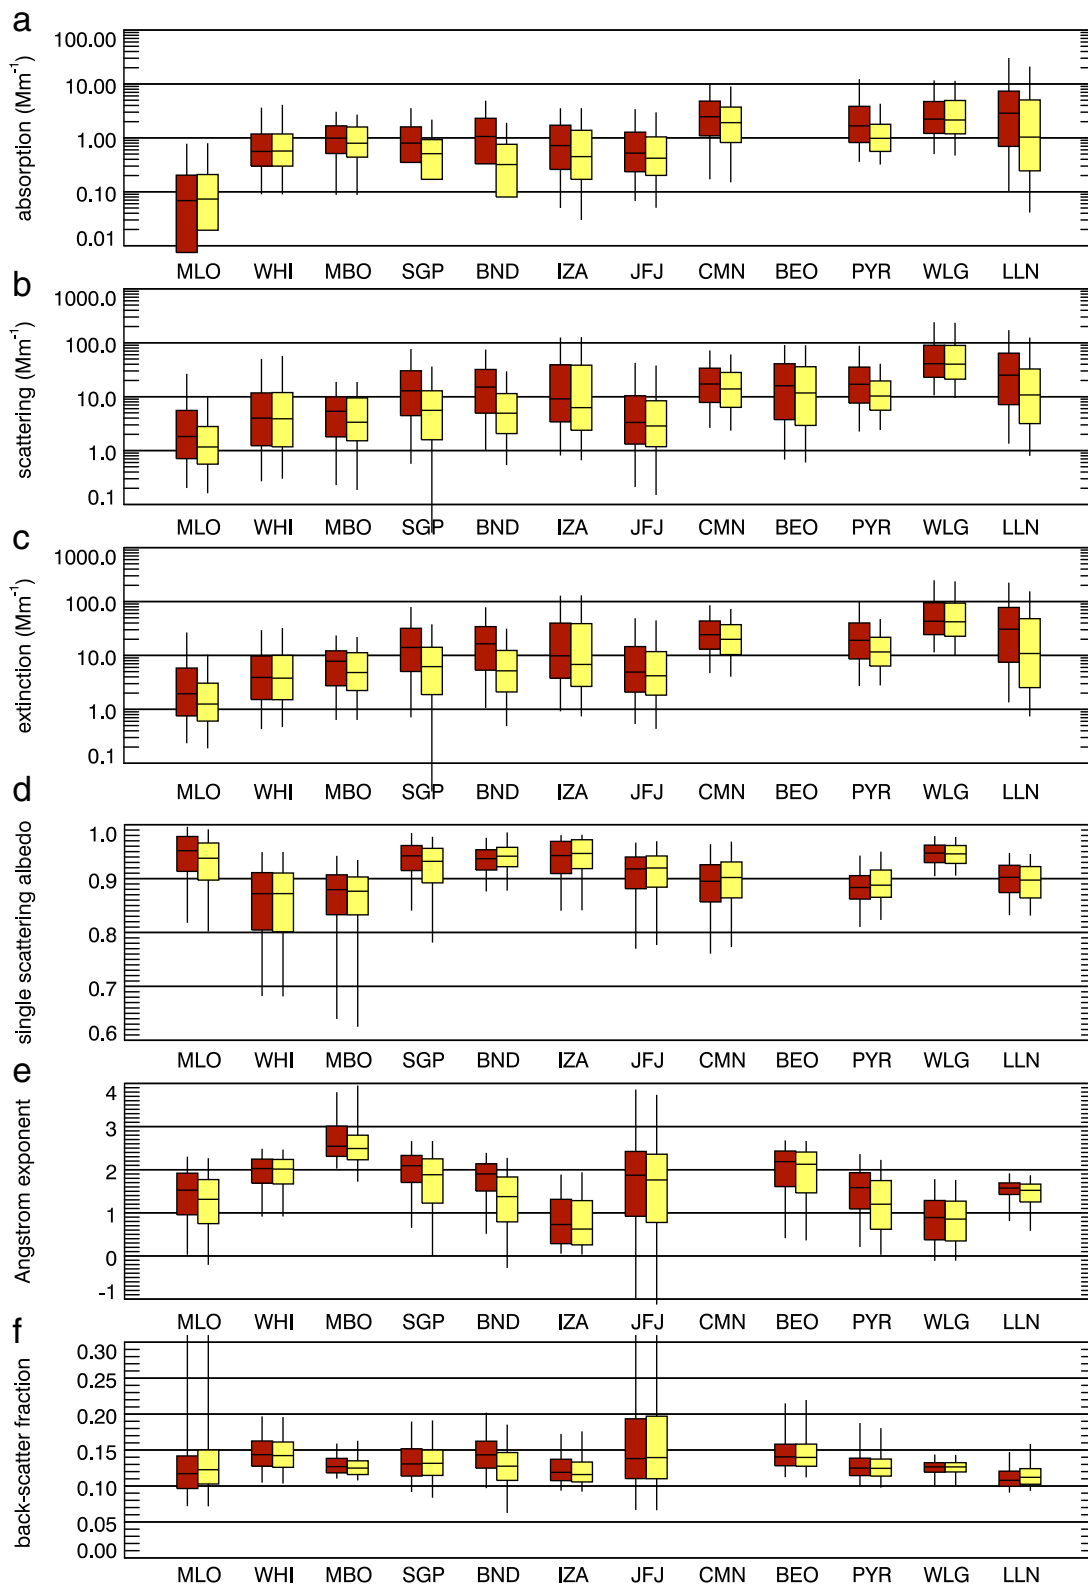 a
absorption (Mm⁻¹)
100.00
10.00
1.00
0.10
0.01
MLO WHI MBO SGP BND IZA JFJ CMN BEO PYR WLG LLN
b
scattering (Mm⁻¹)
1000.0
100.0
10.0
1.0
0.1
MLO WHI MBO SGP BND IZA JFJ CMN BEO PYR WLG LLN
c
extinction (Mm⁻¹)
1000.0
100.0
10.0
1.0
0.1
MLO WHI MBO SGP BND IZA JFJ CMN BEO PYR WLG LLN
d
single scattering albedo
1.0
0.9
0.8
0.7
0.6
MLO WHI MBO SGP BND IZA JFJ CMN BEO PYR WLG LLN
e
Angstrom exponent
4
3
2
1
0
-1
MLO WHI MBO SGP BND IZA JFJ CMN BEO PYR WLG LLN
f
back-scatter fraction
0.30
0.25
0.20
0.15
0.10
0.05
0.00
MLO WHI MBO SGP BND IZA JFJ CMN BEO PYR WLG LLN